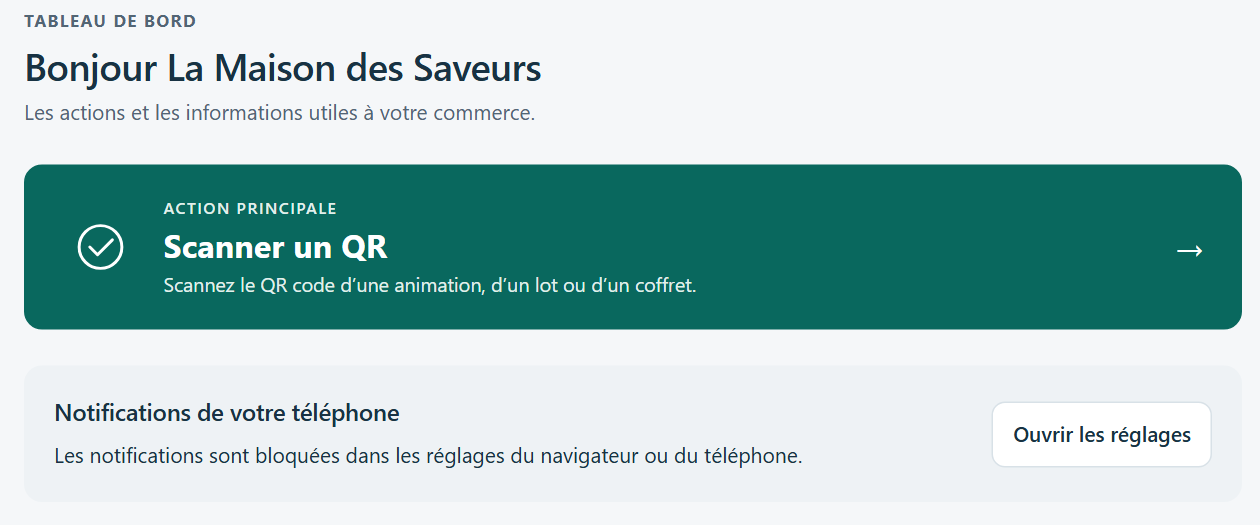 TABLEAU DE BORD
Bonjour La Maison des Saveurs
Les actions et les informations utiles à votre commerce.
ACTION PRINCIPALE
Scanner un QR
Scannez le QR code d’une animation, d’un lot ou d’un coffret.
→
Notifications de votre téléphone
Les notifications sont bloquées dans les réglages du navigateur ou du téléphone.
Ouvrir les réglages